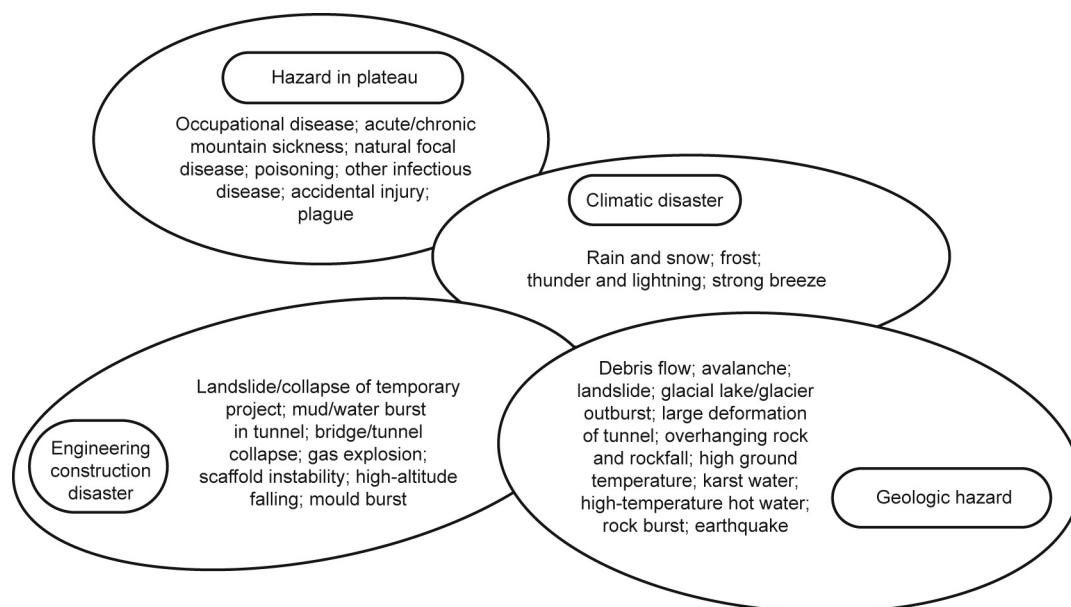 Hazard in plateau
Occupational disease; acute/chronic
mountain sickness; natural focal
disease; poisoning; other infectious
disease; accidental injury;
plague
Climatic disaster
Rain and snow; frost;
thunder and lightning; strong breeze
Engineering
construction
disaster
Landslide/collapse of temporary
project; mud/water burst
in tunnel; bridge/tunnel
collapse; gas explosion;
scaffold instability; high-altitude
falling; mould burst
Debris flow; avalanche;
landslide; glacial lake/glacier
outburst; large deformation
of tunnel; overhanging rock
and rockfall; high ground
temperature; karst water;
high-temperature hot water;
rock burst; earthquake
Geologic hazard